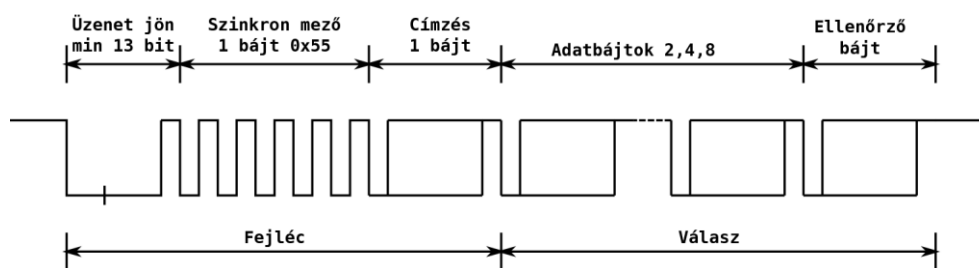 Üzenet jön
min 13 bit
Szinkron mező
1 bájt 0x55
Címzés
1 bájt
Adatbájtok 2,4,8
Ellenőrző
bájt
Fejléc
Válasz